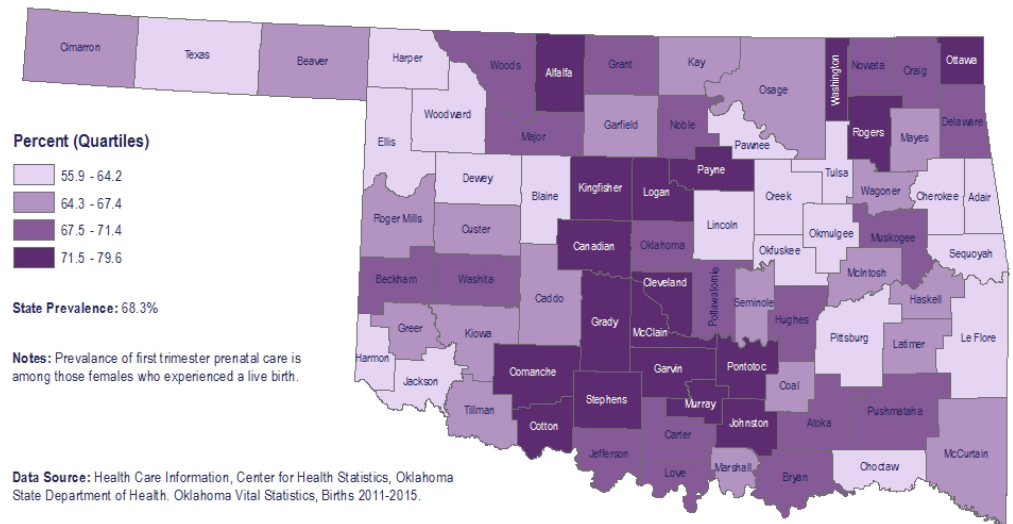 Cimarron
Texas
Beaver
Harper
Woods
Alfalfa
Grant
Kay
Osage
Washington
Nowata
Craig
Ottawa
Woodward
Ellis
Major
Garfield
Noble
Pawnee
Rogers
Mayes
Delaware
Percent (Quartiles)
55.9 - 64.2
64.3 - 67.4
67.5 - 71.4
71.5 - 79.6
Dewey
Blaine
Kingfisher
Logan
Payne
Tulsa
Creek
Wagoner
Cherokee
Adair
Roger Mills
Custer
Canadian
Oklahoma
Lincoln
Okfuskee
Okmulgee
Muskogee
Sequoyah
Beckham
Washita
Caddo
Cleveland
Pottawatomie
Seminole
Hughes
McIntosh
Haskell
State Prevalence: 68.3%
Greer
Kiowa
Grady
McClain
Pittsburg
Latimer
Le Flore
Notes: Prevalance of first trimester prenatal care is
among those females who experienced a live birth.
Harmon
Jackson
Comanche
Garvin
Pontotoc
Coal
Tillman
Stephens
Murray
Johnston
Atoka
Pushmataha
Cotton
Carter
Jefferson
Love
Marshall
Bryan
Choctaw
McCurtain
Data Source: Health Care Information, Center for Health Statistics, Oklahoma
State Department of Health. Oklahoma Vital Statistics, Births 2011-2015.